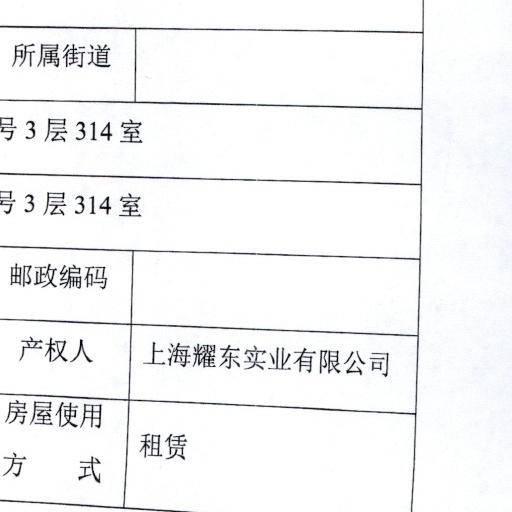 所属街道
号 3 层 314 室
号 3 层 314 室
邮政编码
产权人 上海耀东实业有限公司
房屋使用
方 式 租赁